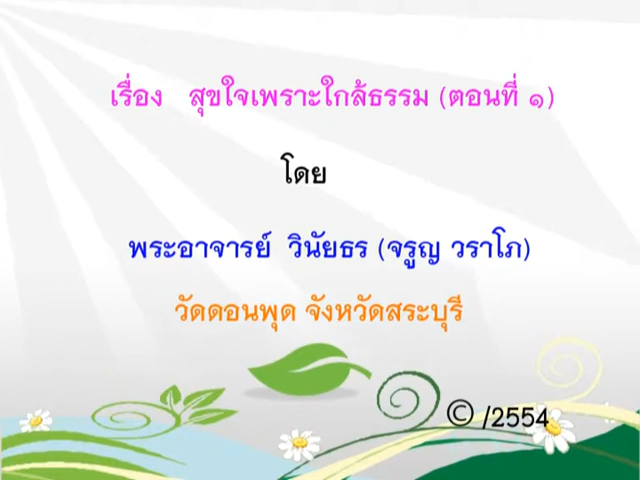 เรื่อง สุขใจเพราะใกล้ธรรม (ตอนที่ ๑)
โดย
พระอาจารย์ วินัยธร (จรูญ วราโภ)
วัดดอนพุด จังหวัดสระบุรี
© /2554